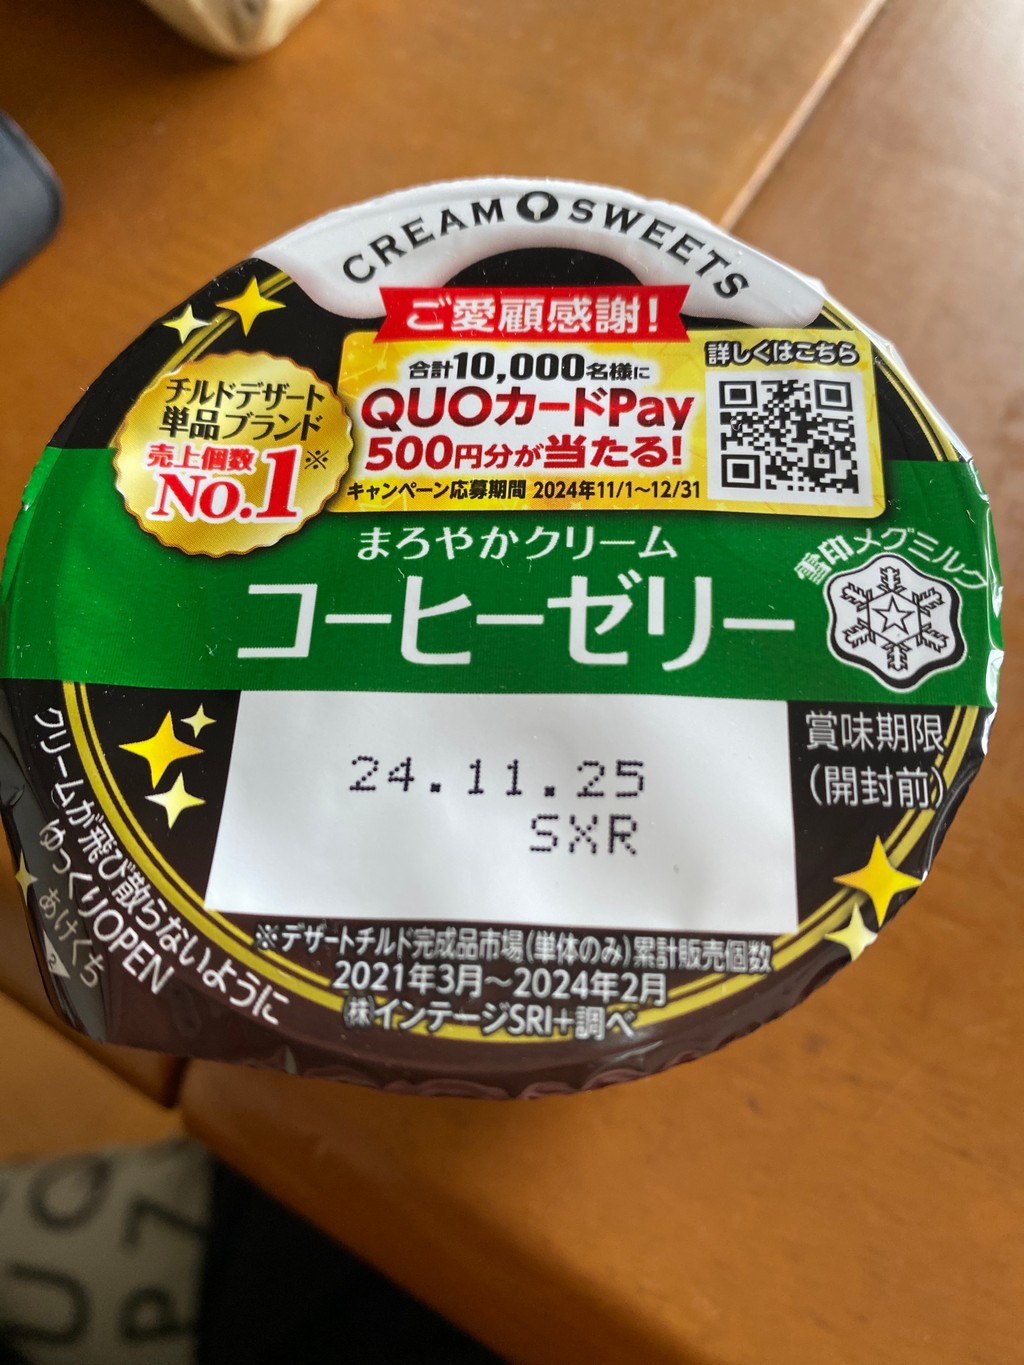 CREAM SWEETS
ご愛顧感謝!
合計10,000名様に
QUOカードPay
500円分が当たる!
キャンペーン応募期間 2024年11/1~12/31
詳しくはこちら
チルドデザート
単品ブランド
売上個数
No.1※
まろやかクリーム
コーヒーゼリー
雪印メグミルク
24.11.25
SXR
賞味期限
(開封前)
クリームが飛び散らないように
ゆっくりOPEN
あけくち
2
※デザートチルド完成品市場(単体のみ)累計販売個数
2021年3月~2024年2月
㈱インテージSRI+調べ